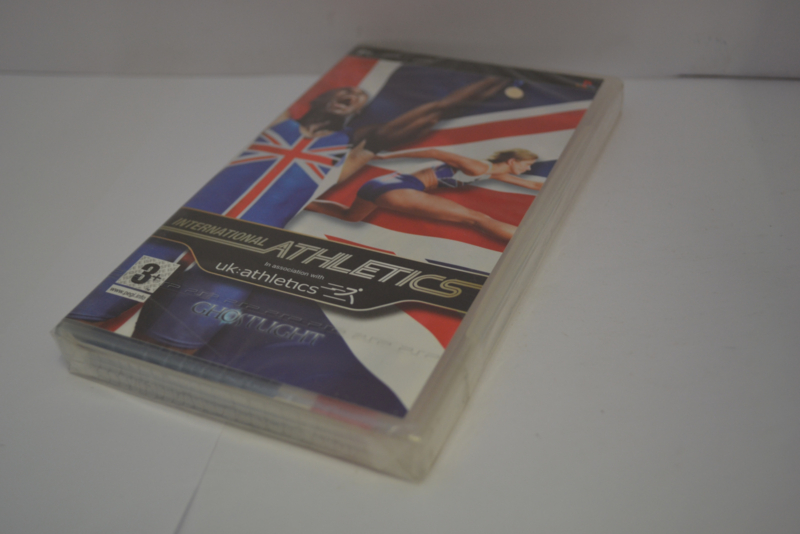 INTERNATIONAL
ATHLETICS
in association with
uk:athletics
3+
www.pegi.info
GHOSTLIGHT